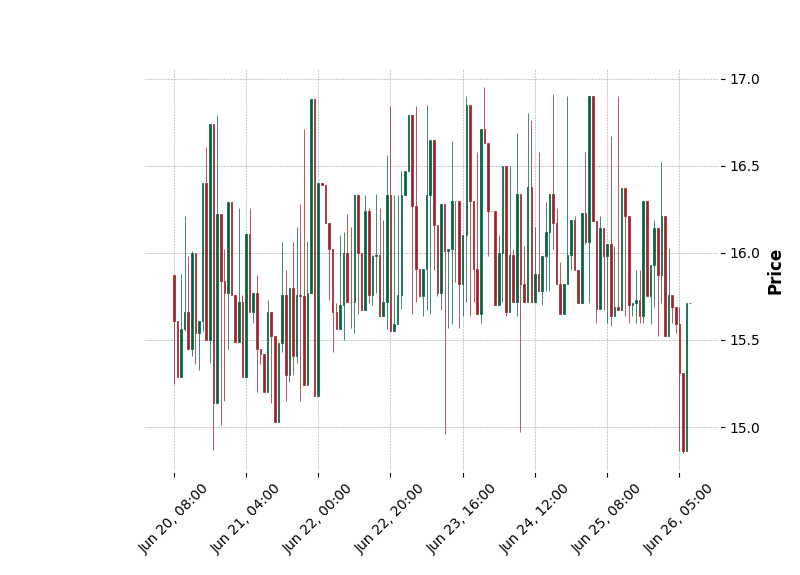 17.0
16.5
16.0
15.5
15.0
Price
Jun 20, 08:00
Jun 21, 04:00
Jun 22, 00:00
Jun 22, 20:00
Jun 23, 16:00
Jun 24, 12:00
Jun 25, 08:00
Jun 26, 05:00